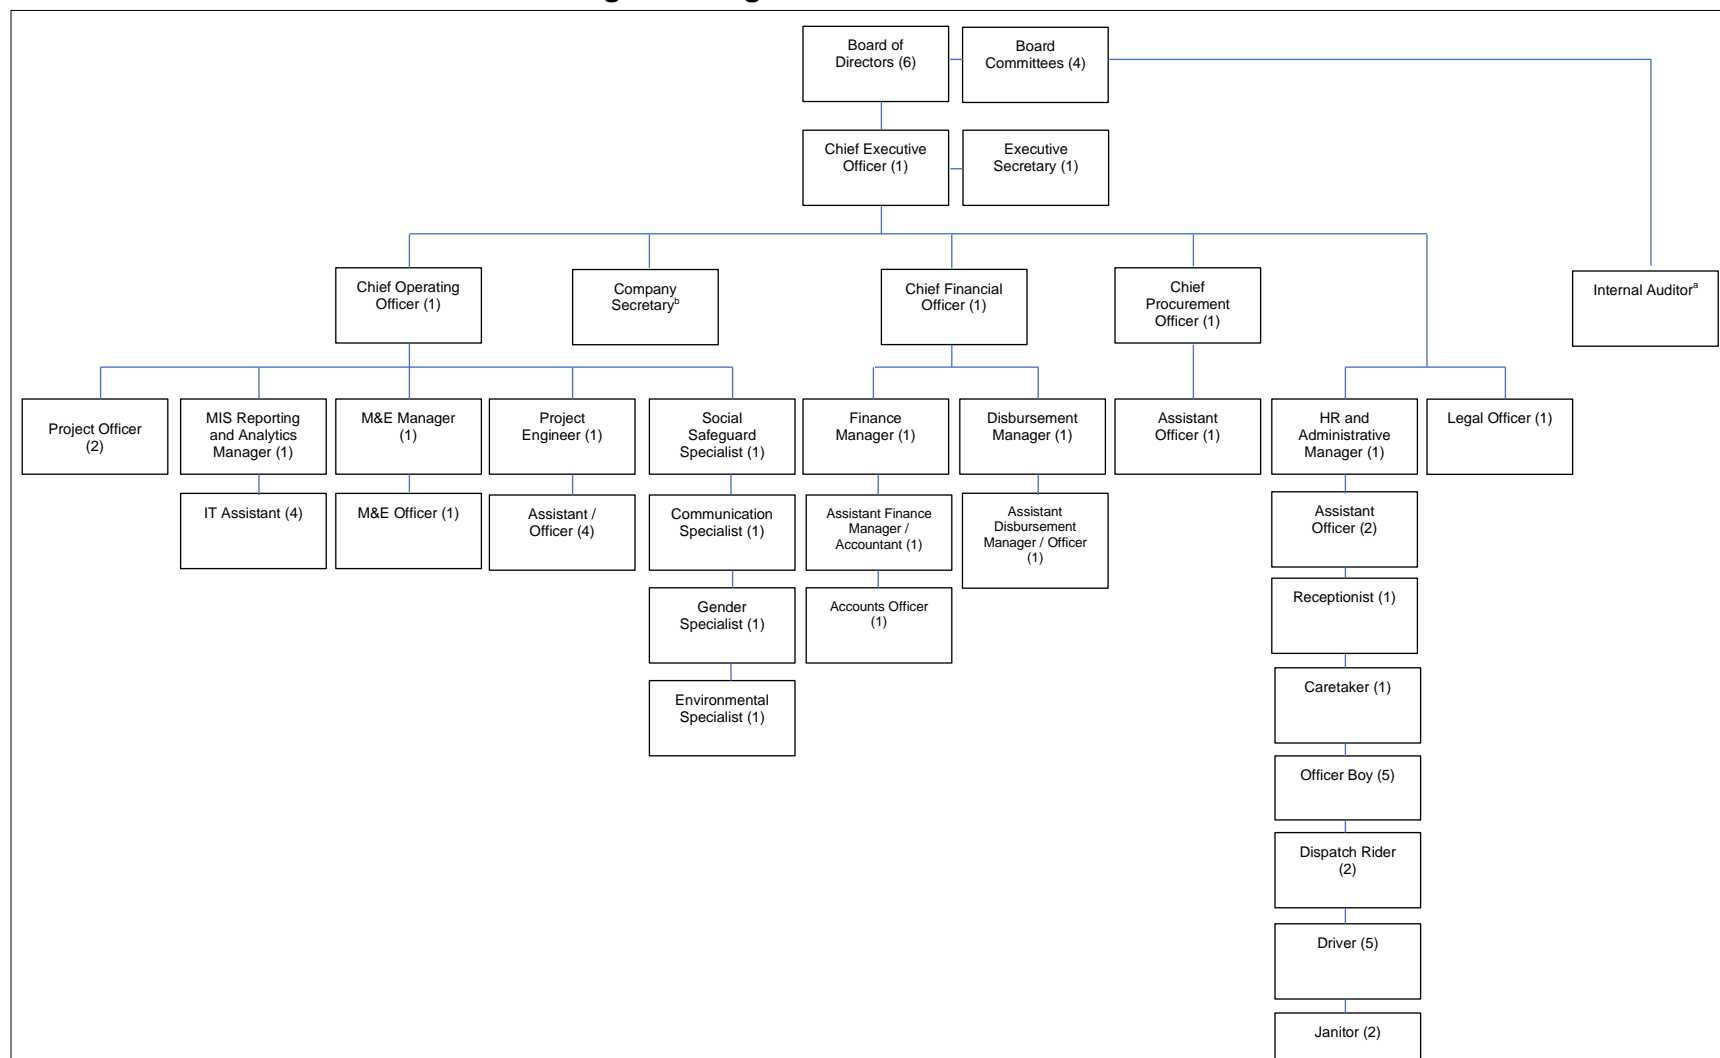 Board of
Directors (6)
Board
Committees (4)
Chief Executive
Officer (1)
Executive
Secretary (1)
Chief Operating
Officer (1)
Company
Secretaryᵇ
Chief Financial
Officer (1)
Chief
Procurement
Officer (1)
Internal Auditorᵃ
Project Officer
(2)
MIS Reporting
and Analytics
Manager (1)
M&E Manager
(1)
Project
Engineer (1)
Social
Safeguard
Specialist (1)
Finance
Manager (1)
Disbursement
Manager (1)
Assistant
Officer (1)
HR and
Administrative
Manager (1)
Legal Officer (1)
IT Assistant (4)
M&E Officer (1)
Assistant /
Officer (4)
Communication
Specialist (1)
Assistant Finance
Manager /
Accountant (1)
Assistant
Disbursement
Manager / Officer
(1)
Assistant
Officer (2)
Gender
Specialist (1)
Accounts Officer
(1)
Receptionist (1)
Environmental
Specialist (1)
Caretaker (1)
Officer Boy (5)
Dispatch Rider
(2)
Driver (5)
Janitor (2)